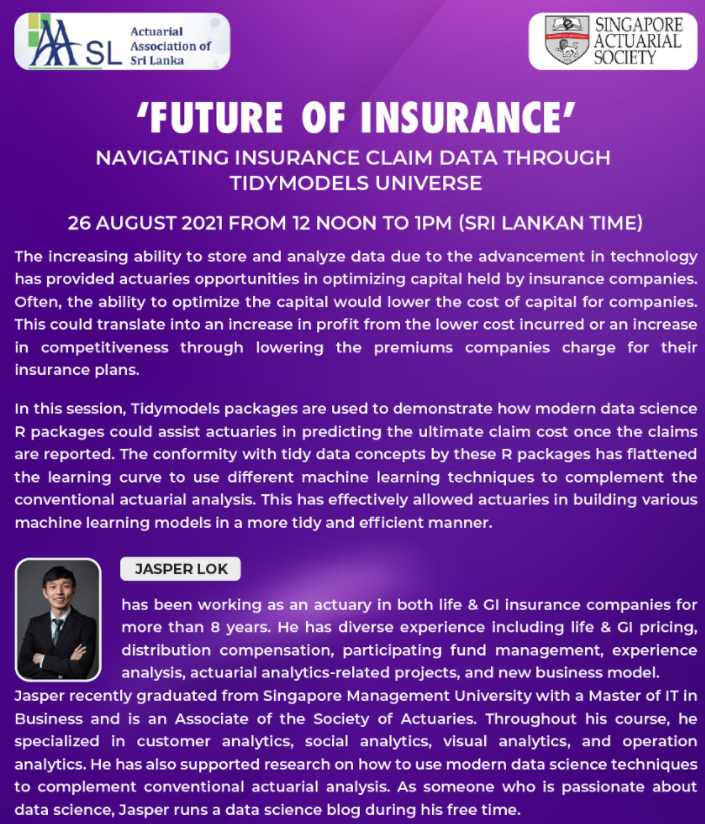 AA SL
Actuarial
Association of
Sri Lanka
SINGAPORE
ACTUARIAL
SOCIETY
‘FUTURE OF INSURANCE’
NAVIGATING INSURANCE CLAIM DATA THROUGH
TIDYMODELS UNIVERSE
26 AUGUST 2021 FROM 12 NOON TO 1PM (SRI LANKAN TIME)
The increasing ability to store and analyze data due to the advancement in technology
has provided actuaries opportunities in optimizing capital held by insurance companies.
Often, the ability to optimize the capital would lower the cost of capital for companies.
This could translate into an increase in profit from the lower cost incurred or an increase
in competitiveness through lowering the premiums companies charge for their
insurance plans.
In this session, Tidymodels packages are used to demonstrate how modern data science
R packages could assist actuaries in predicting the ultimate claim cost once the claims
are reported. The conformity with tidy data concepts by these R packages has flattened
the learning curve to use different machine learning techniques to complement the
conventional actuarial analysis. This has effectively allowed actuaries in building various
machine learning models in a more tidy and efficient manner.
JASPER LOK
has been working as an actuary in both life & GI insurance companies for
more than 8 years. He has diverse experience including life & GI pricing,
distribution compensation, participating fund management, experience
analysis, actuarial analytics-related projects, and new business model.
Jasper recently graduated from Singapore Management University with a Master of IT in
Business and is an Associate of the Society of Actuaries. Throughout his course, he
specialized in customer analytics, social analytics, visual analytics, and operation
analytics. He has also supported research on how to use modern data science techniques
to complement conventional actuarial analysis. As someone who is passionate about
data science, Jasper runs a data science blog during his free time.